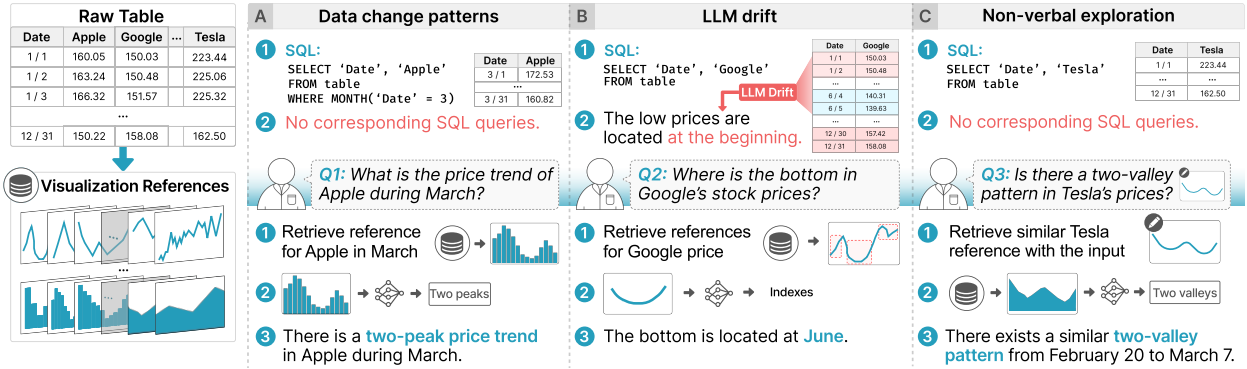 Raw Table
Date Apple Google ... Tesla
1 / 1 160.05 150.03 223.44
1 / 2 163.24 150.48 225.06
1 / 3 166.32 151.57 225.32
...
12 / 31 150.22 158.08 162.50
Visualization References
...
...
...
A Data change patterns
1 SQL:
SELECT ‘Date’, ‘Apple’
FROM table
WHERE MONTH(‘Date’ = 3)
Date Apple
3 / 1 172.53
...
3 / 31 160.82
2 No corresponding SQL queries.
Q1: What is the price trend of
Apple during March?
1 Retrieve reference
for Apple in March
2 Two peaks
3 There is a two-peak price trend
in Apple during March.
B LLM drift
1 SQL:
SELECT ‘Date’, ‘Google’
FROM table
LLM Drift
Date Google
1 / 1 150.03
1 / 2 150.48
... ...
6 / 4 140.31
6 / 5 139.63
... ...
12 / 30 157.42
12 / 31 158.08
2 The low prices are
located at the beginning.
Q2: Where is the bottom in
Google’s stock prices?
1 Retrieve references
for Google price
2 Indexes
3 The bottom is located at June.
C Non-verbal exploration
1 SQL:
SELECT ‘Date’, ‘Tesla’
FROM table
Date Tesla
1 / 1 223.44
... ...
12 / 31 162.50
2 No corresponding SQL queries.
Q3: Is there a two-valley
pattern in Tesla’s prices?
1 Retrieve similar Tesla
reference with the input
2 Two valleys
3 There exists a similar two-valley
pattern from February 20 to March 7.